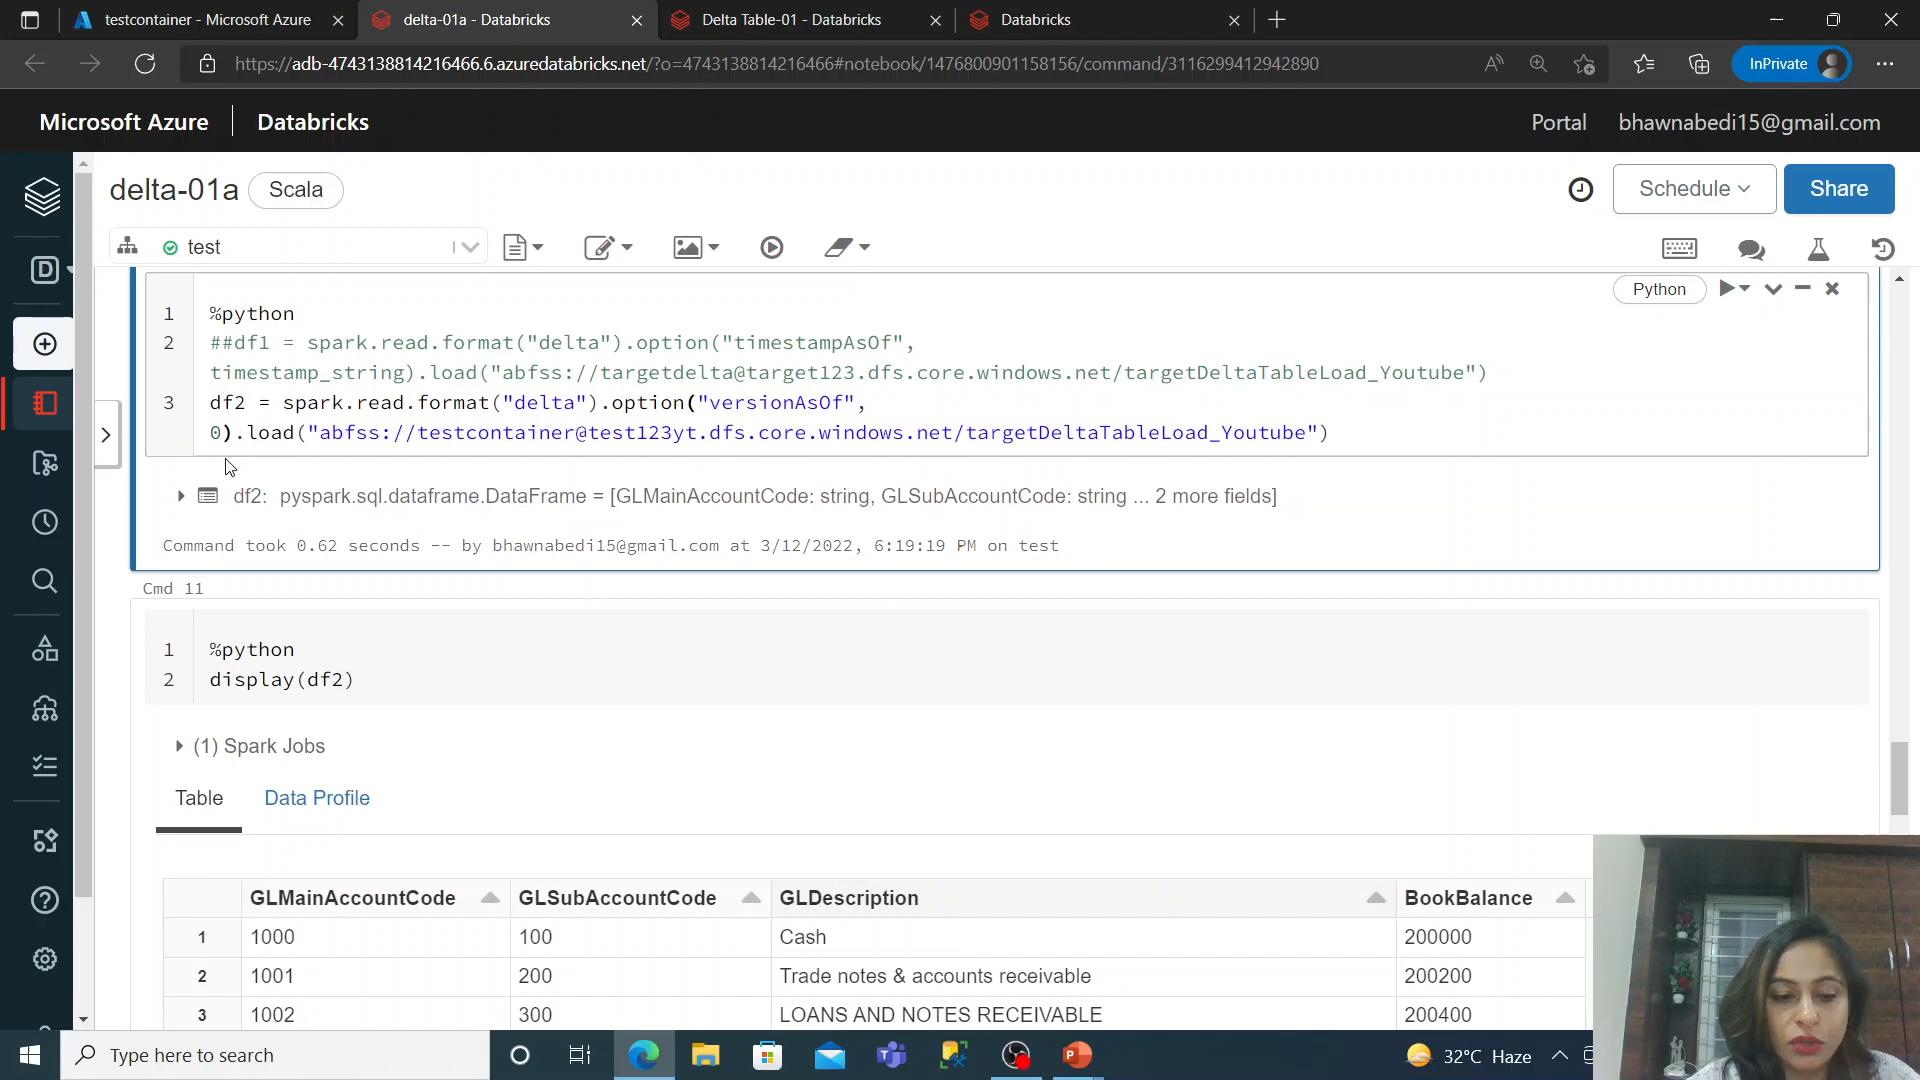 testcontainer - Microsoft Azure
delta-01a - Databricks
Delta Table-01 - Databricks
Databricks
https://adb-4743138814216466.6.azuredatabricks.net/?o=4743138814216466#notebook/1476800901158156/command/3116299412942890
InPrivate
Microsoft Azure
Databricks
Portal
bhawnabedi15@gmail.com
delta-01a
Scala
Schedule
Share
D
test
Python
1 %python
2 ##df1 = spark.read.format("delta").option("timestampAsOf",
timestamp_string).load("abfss://targetdelta@target123.dfs.core.windows.net/targetDeltaTableLoad_Youtube")
3 df2 = spark.read.format("delta").option("versionAsOf",
0).load("abfss://testcontainer@test123yt.dfs.core.windows.net/targetDeltaTableLoad_Youtube")
df2: pyspark.sql.dataframe.DataFrame = [GLMainAccountCode: string, GLSubAccountCode: string ... 2 more fields]
Command took 0.62 seconds -- by bhawnabedi15@gmail.com at 3/12/2022, 6:19:19 PM on test
Cmd 11
1 %python
2 display(df2)
(1) Spark Jobs
Table Data Profile
GLMainAccountCode GLSubAccountCode GLDescription BookBalance
1 1000 100 Cash 200000
2 1001 200 Trade notes & accounts receivable 200200
3 1002 300 LOANS AND NOTES RECEIVABLE 200400
Type here to search
32°C Haze